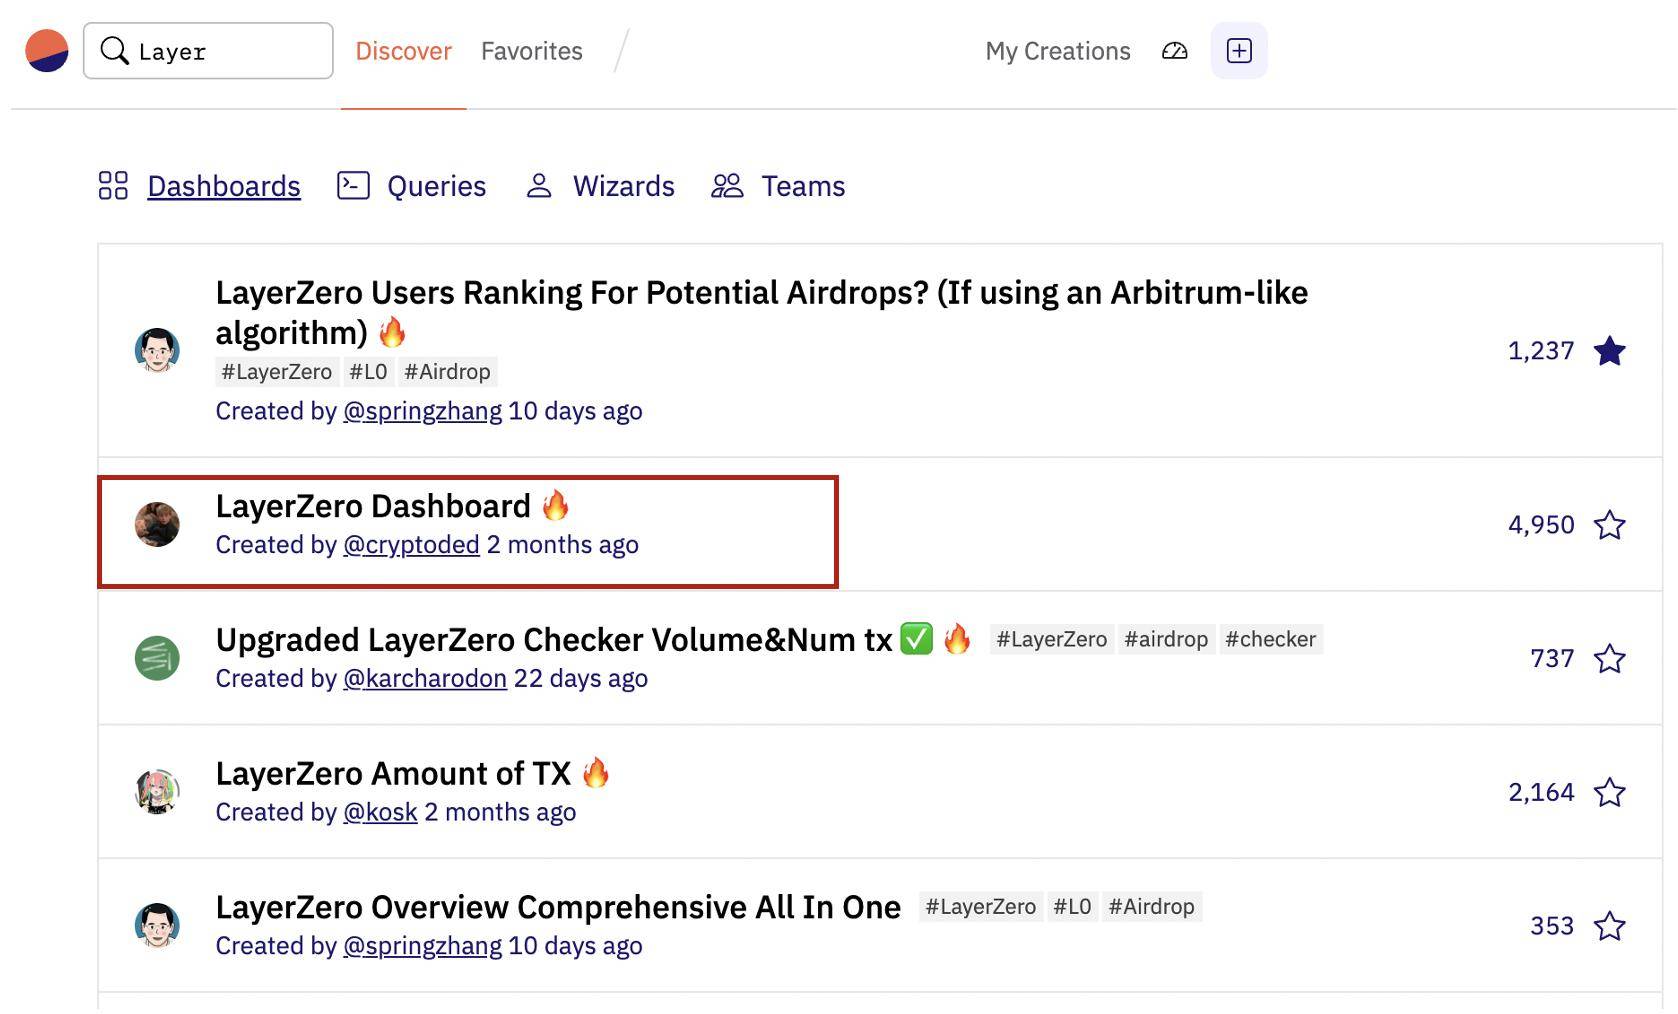 Layer Discover Favorites My Creations
Dashboards Queries Wizards Teams
LayerZero Users Ranking For Potential Airdrops? (If using an Arbitrum-like
algorithm) 🔥
#LayerZero #L0 #Airdrop
Created by @springzhang 10 days ago
1,237
LayerZero Dashboard 🔥
Created by @cryptoded 2 months ago
4,950
Upgraded LayerZero Checker Volume&Num tx ✅ 🔥 #LayerZero #airdrop #checker
Created by @karcharodon 22 days ago
737
LayerZero Amount of TX 🔥
Created by @kosk 2 months ago
2,164
LayerZero Overview Comprehensive All In One #LayerZero #L0 #Airdrop
Created by @springzhang 10 days ago
353